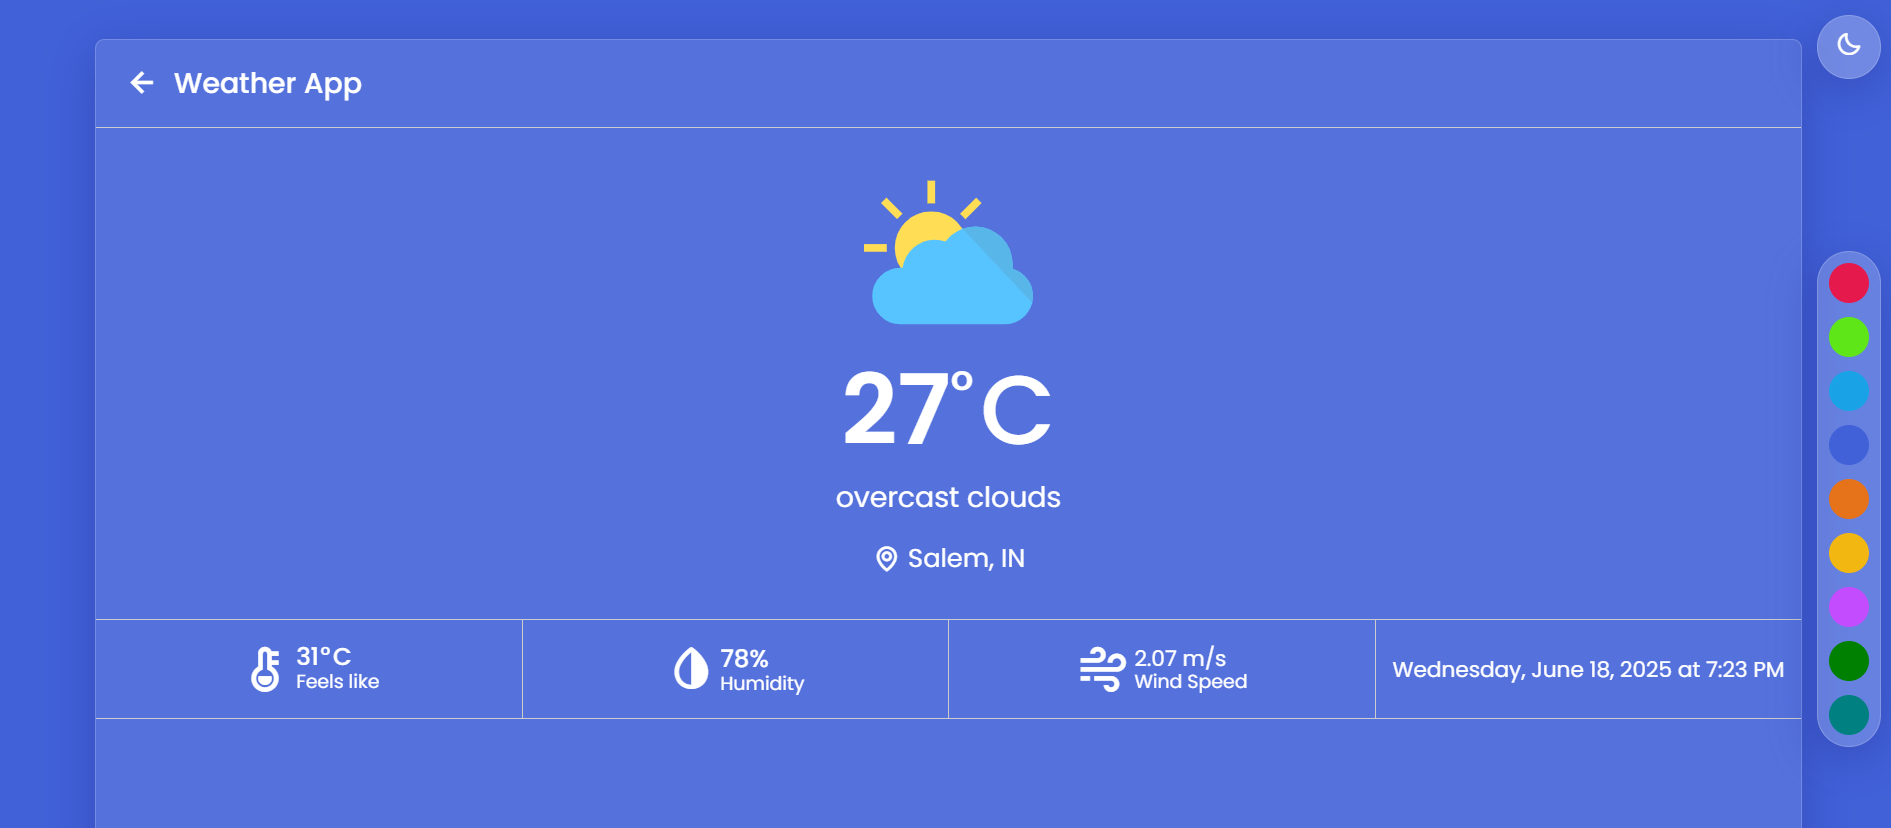 Weather App
27°C
overcast clouds
Salem, IN
31°C
Feels like
78%
Humidity
2.07 m/s
Wind Speed
Wednesday, June 18, 2025 at 7:23 PM